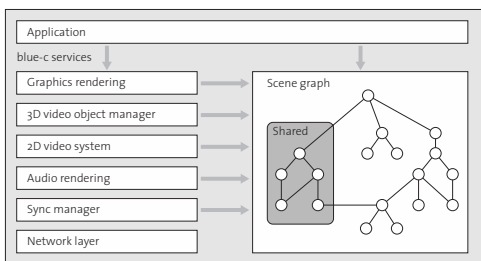 Application
blue-c services
Graphics rendering
3D video object manager
2D video system
Audio rendering
Sync manager
Network layer
Scene graph
Shared